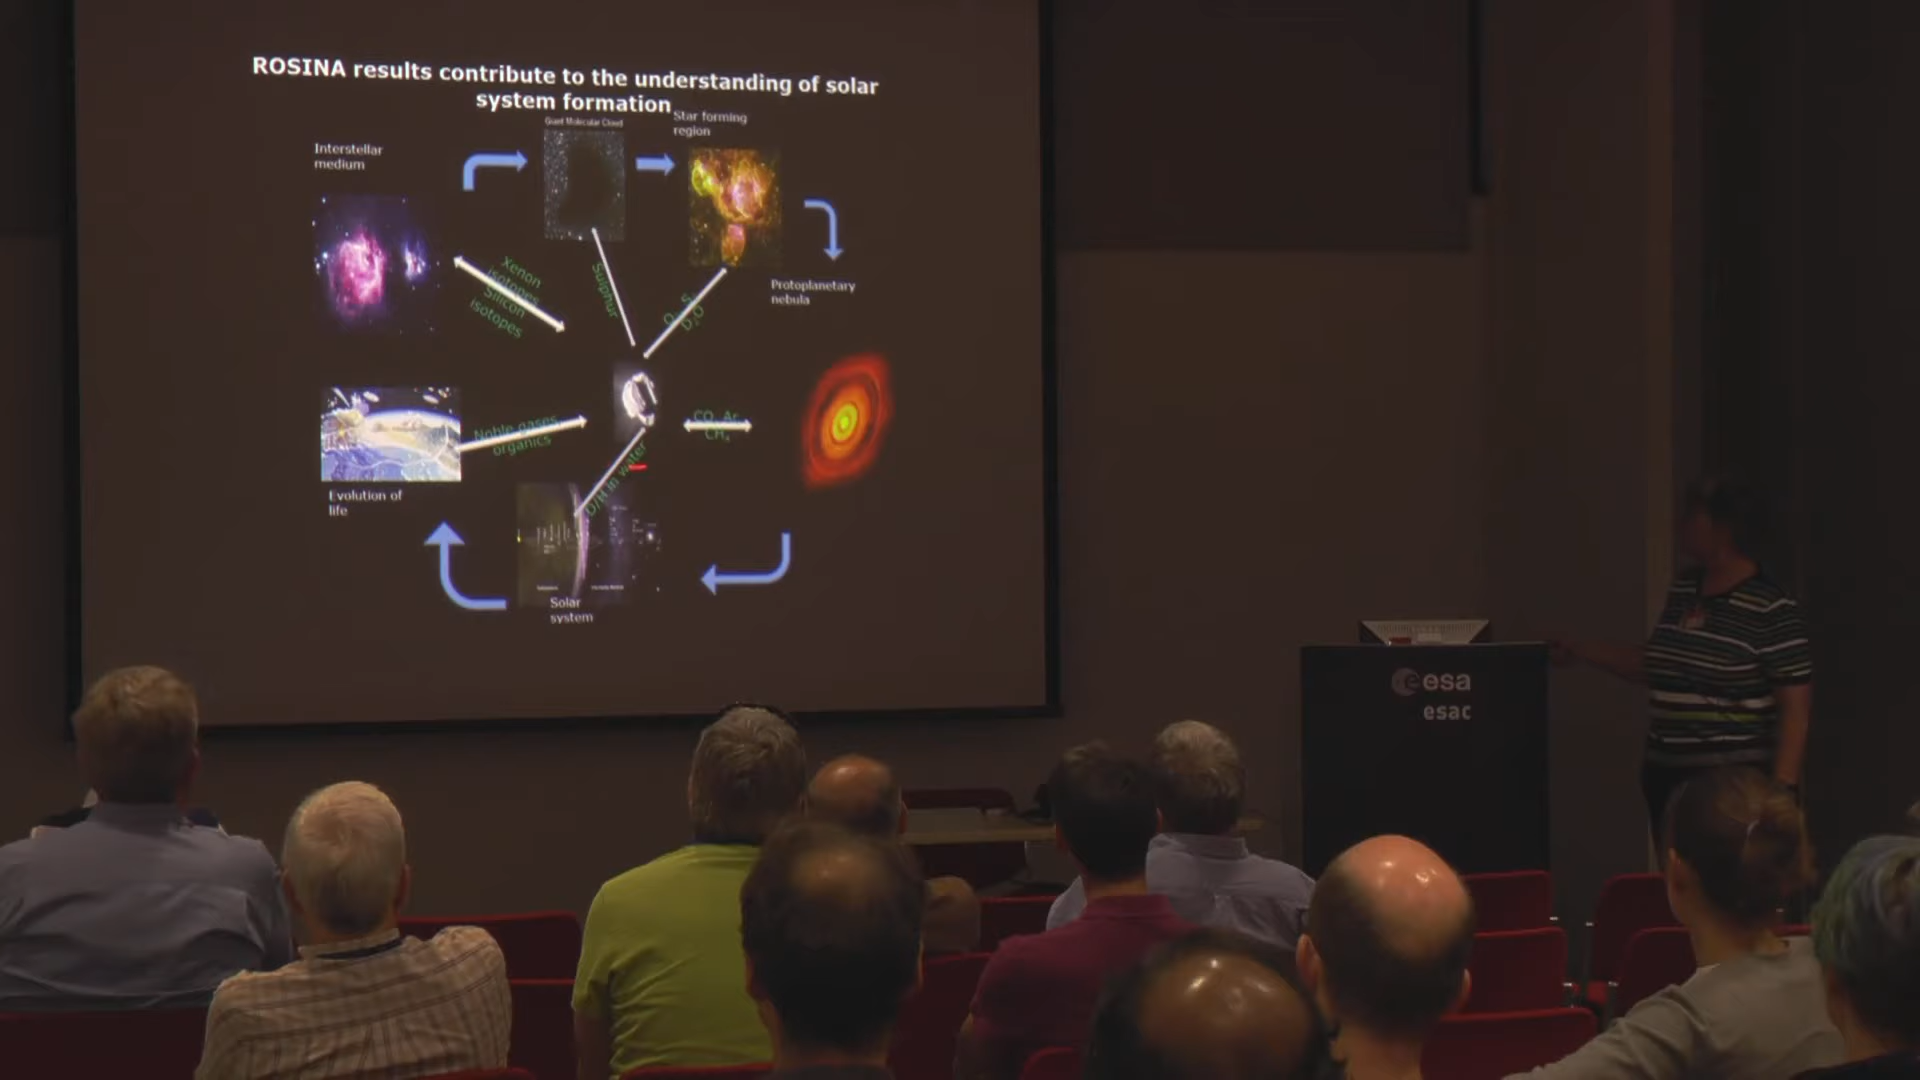 ROSINA results contribute to the understanding of solar
system formation
Giant Molecular Cloud
Star forming
region
Interstellar
medium
Xenon
isotopes
Silicon
isotopes
Sulphur
Protoplanetary
nebula
Noble gases
organics
CO, Ar
CH₄
D/H in water
Evolution of
life
Solar
system
esa
esac